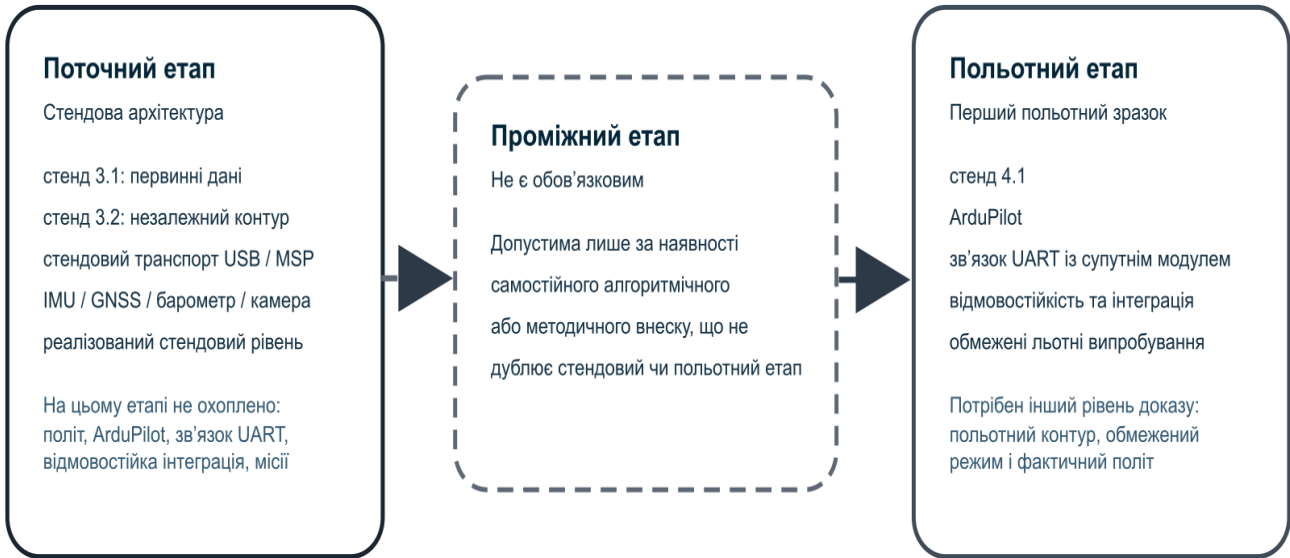 Поточний етап
Стендова архітектура
стенд 3.1: первинні дані
стенд 3.2: незалежний контур
стендовий транспорт USB / MSP
IMU / GNSS / барометр / камера
реалізований стендовий рівень
На цьому етапі не охоплено:
політ, ArduPilot, зв’язок UART,
відмовостійка інтеграція, місії
Проміжний етап
Не є обов’язковим
Допустима лише за наявності
самостійного алгоритмічного
або методичного внеску, що не
дублює стендовий чи польотний етап
Польотний етап
Перший польотний зразок
стенд 4.1
ArduPilot
зв’язок UART із супутнім модулем
відмовостійкість та інтеграція
обмежені льотні випробування
Потрібен інший рівень доказу:
польотний контур, обмежений
режим і фактичний політ